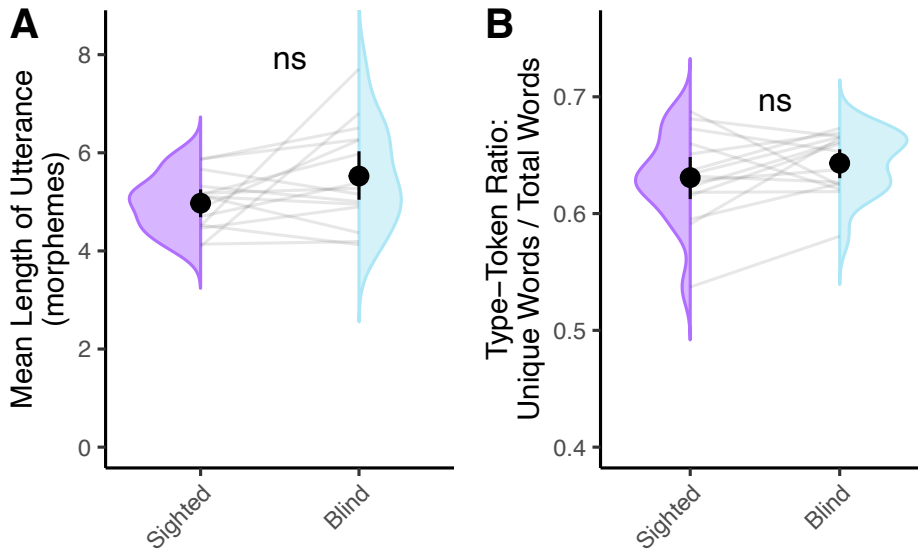 A
Mean Length of Utterance
(morphemes)
8
6
4
2
0
ns
Sighted
Blind
B
Type−Token Ratio:
Unique Words / Total Words
0.7
0.6
0.5
0.4
ns
Sighted
Blind